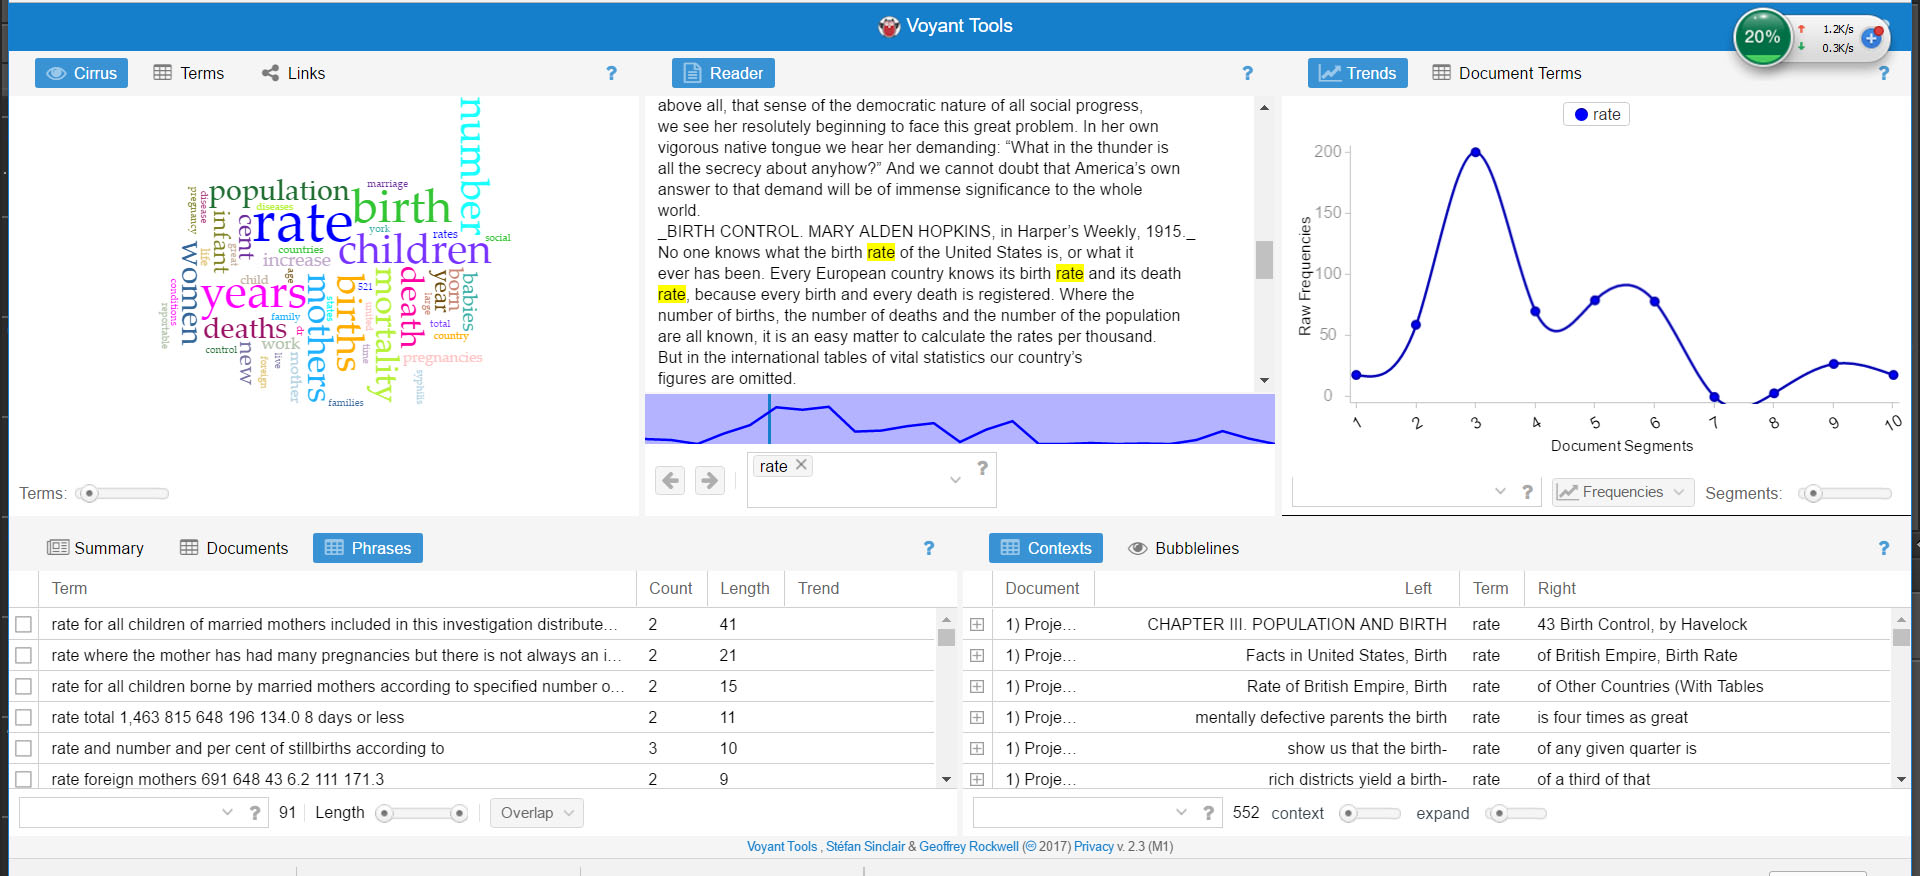 Voyant Tools
20%
1.2K/s
0.3K/s
Cirrus Terms Links ?
Reader ?
Trends Document Terms ?
number
population
marriage
pregnancy
disease
diseases
rate
birth
infant
cent
york
rates
social
children
countries
great
life
increase
women
child
age
years
mothers
states
births
521
mortality
death
large
year
born
babies
conditions
reportable
family
dr
deaths
united
total
country
control
new
work
foreign
live
mother
time
pregnancies
syphilis
families
Terms:
above all, that sense of the democratic nature of all social progress,
we see her resolutely beginning to face this great problem. In her own
vigorous native tongue we hear her demanding: “What in the thunder is
all the secrecy about anyhow?” And we cannot doubt that America’s own
answer to that demand will be of immense significance to the whole
world.
_BIRTH CONTROL. MARY ALDEN HOPKINS, in Harper’s Weekly, 1915._
No one knows what the birth rate of the United States is, or what it
ever has been. Every European country knows its birth rate and its death
rate, because every birth and every death is registered. Where the
number of births, the number of deaths and the number of the population
are all known, it is an easy matter to calculate the rates per thousand.
But in the international tables of vital statistics our country’s
figures are omitted.
rate ?
rate
200
150
100
50
0
Raw Frequencies
1 2 3 4 5 6 7 8 9 10
Document Segments
? Frequencies Segments:
Summary Documents Phrases ?
Term Count Length Trend
rate for all children of married mothers included in this investigation distribute... 2 41
rate where the mother has had many pregnancies but there is not always an i... 2 21
rate for all children borne by married mothers according to specified number o... 2 15
rate total 1,463 815 648 196 134.0 8 days or less 2 11
rate and number and per cent of stillbirths according to 3 10
rate foreign mothers 691 648 43 6.2 111 171.3 2 9
? 91 Length Overlap
Contexts Bubblelines ?
Document Left Term Right
1) Proje... CHAPTER III. POPULATION AND BIRTH rate 43 Birth Control, by Havelock
1) Proje... Facts in United States, Birth rate of British Empire, Birth Rate
1) Proje... Rate of British Empire, Birth rate of Other Countries (With Tables
1) Proje... mentally defective parents the birth rate is four times as great
1) Proje... show us that the birth- rate of any given quarter is
1) Proje... rich districts yield a birth- rate of a third of that
? 552 context expand
Voyant Tools , Stéfan Sinclair & Geoffrey Rockwell (🄯 2017) Privacy v. 2.3 (M1)